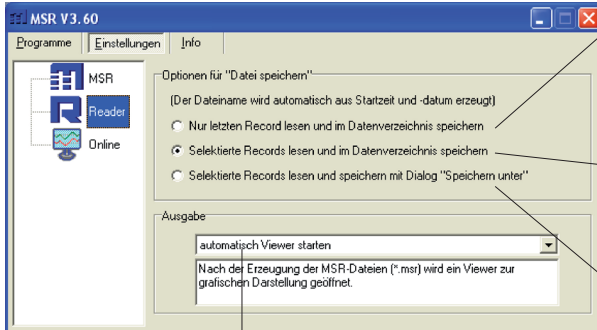 MSR V3.60
Programme Einstellungen Info
MSR
Reader
Online
Optionen für "Datei speichern"
(Der Dateiname wird automatisch aus Startzeit und -datum erzeugt)
Nur letzten Record lesen und im Datenverzeichnis speichern
Selektierte Records lesen und im Datenverzeichnis speichern
Selektierte Records lesen und speichern mit Dialog "Speichern unter"
Ausgabe
automatisch Viewer starten
Nach der Erzeugung der MSR-Dateien (*.msr) wird ein Viewer zur
grafischen Darstellung geöffnet.